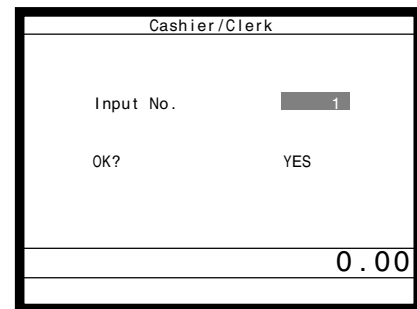 Cashier/Clerk
Input No. 1
OK? YES
0.00